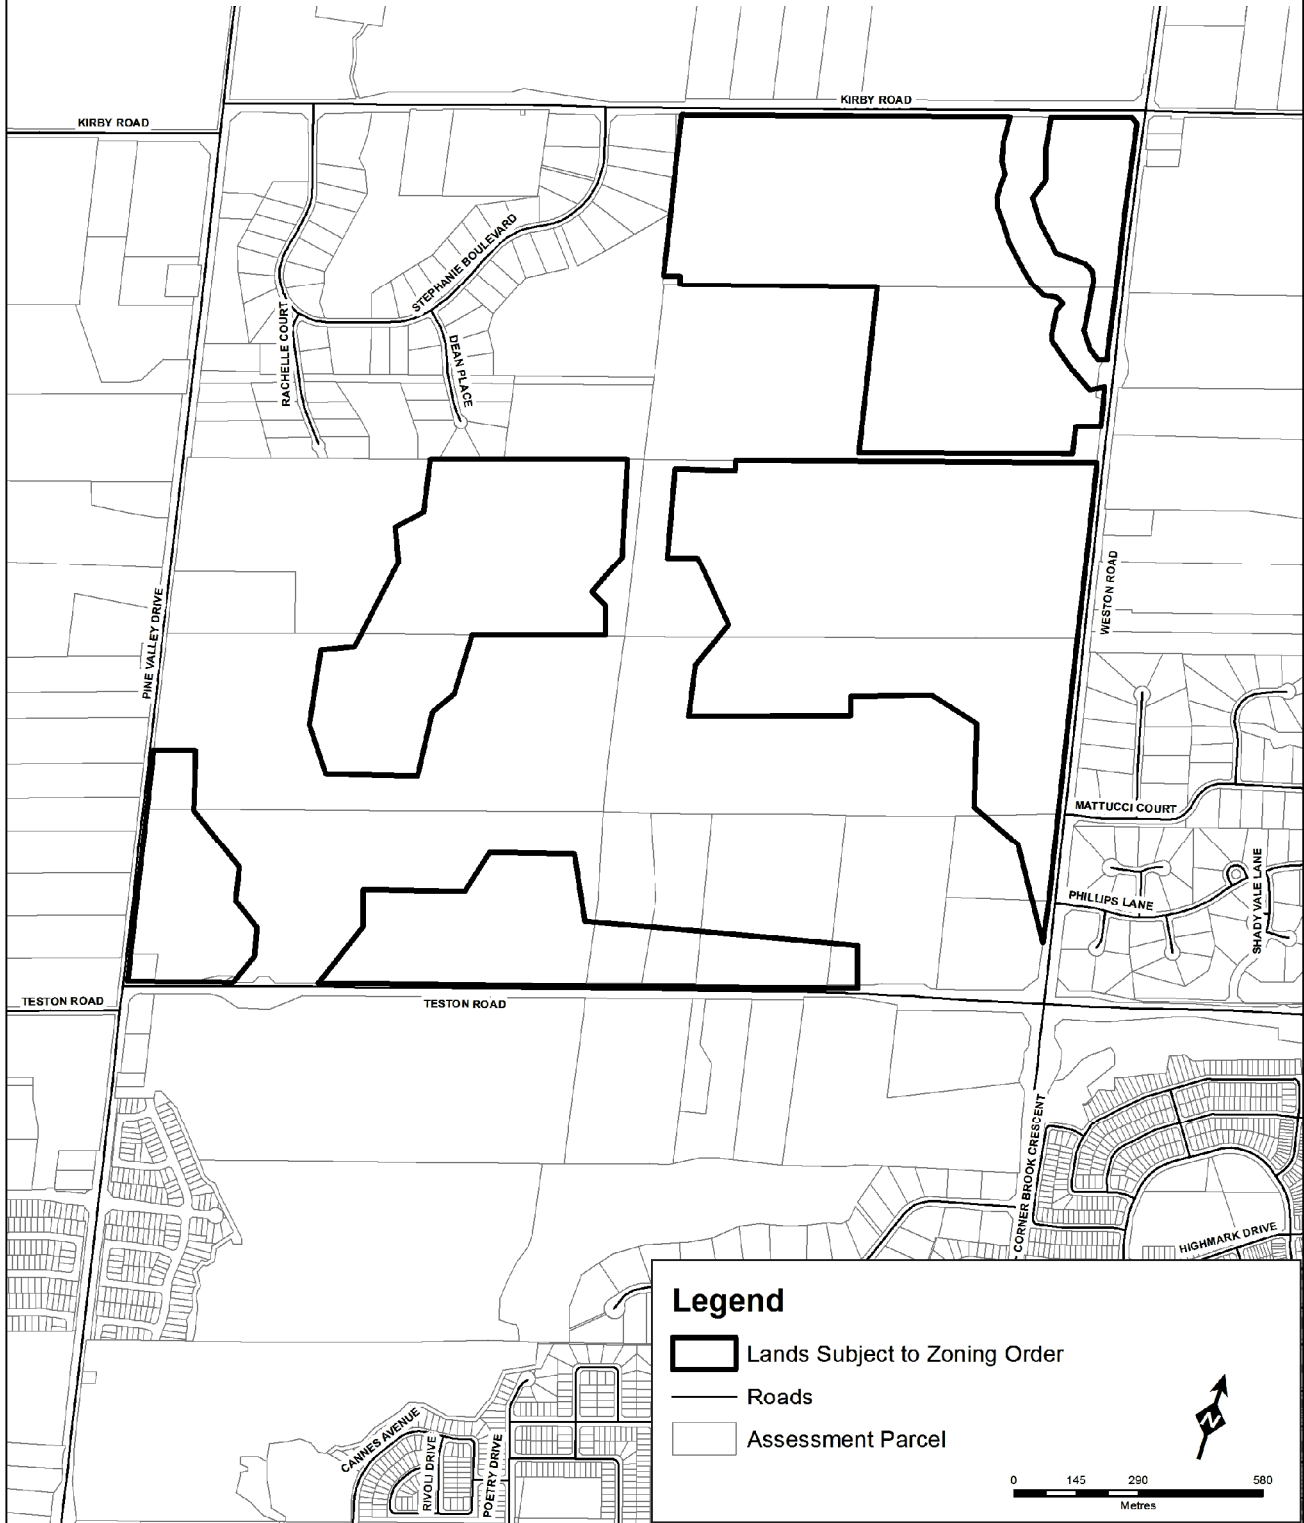 KIRBY ROAD
KIRBY ROAD
STEPHANIE BOULEVARD
RACHELLE COURT
DEAN PLACE
PINE VALLEY DRIVE
WESTON ROAD
MATTUCCI COURT
PHILLIPS LANE
SHADY VALE LANE
TESTON ROAD
TESTON ROAD
CORNER BROOK CRESCENT
HIGHMARK DRIVE
CANNES AVENUE
RIVOLI DRIVE
POETRY DRIVE
Legend
Lands Subject to Zoning Order
Roads
Assessment Parcel
N
0 145 290 580
Metres